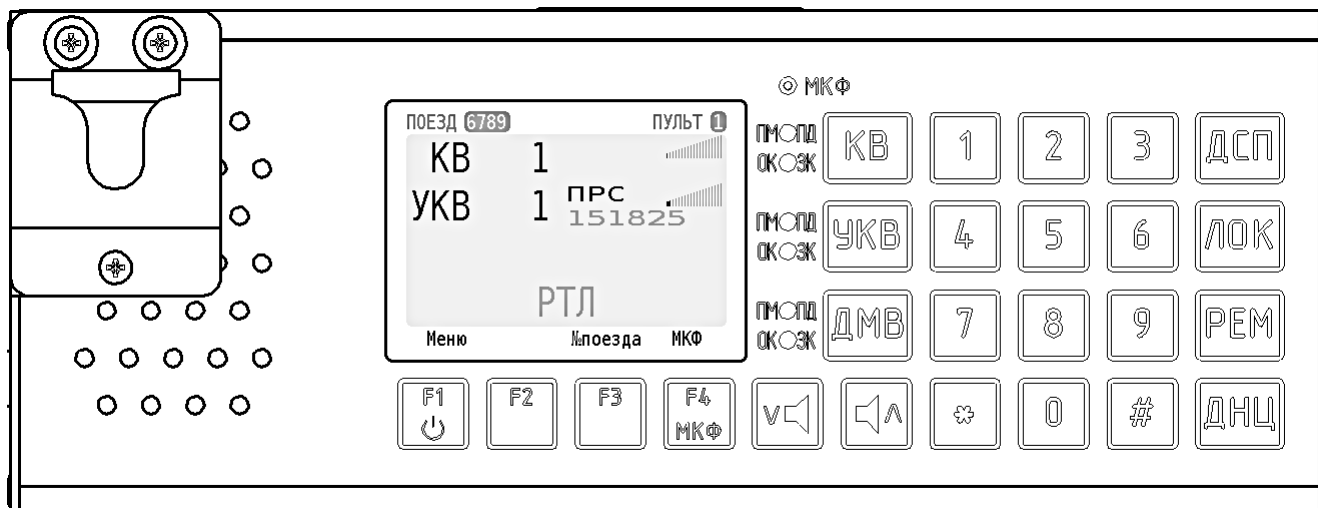 МКФ
ПОЕЗД 6789 ПУЛЬТ 1
КВ 1
УКВ 1 ПРС
151825
РТЛ
Меню №поезда МКФ
ПМ ПД КВ 1 2 3 ДСП
ОК ЗК
ПМ ПД УКВ 4 5 6 ЛОК
ОК ЗК
ПМ ПД ДМВ 7 8 9 РЕМ
ОК ЗК
F1 F2 F3 F4 МКФ V Λ * 0 # ДНЦ